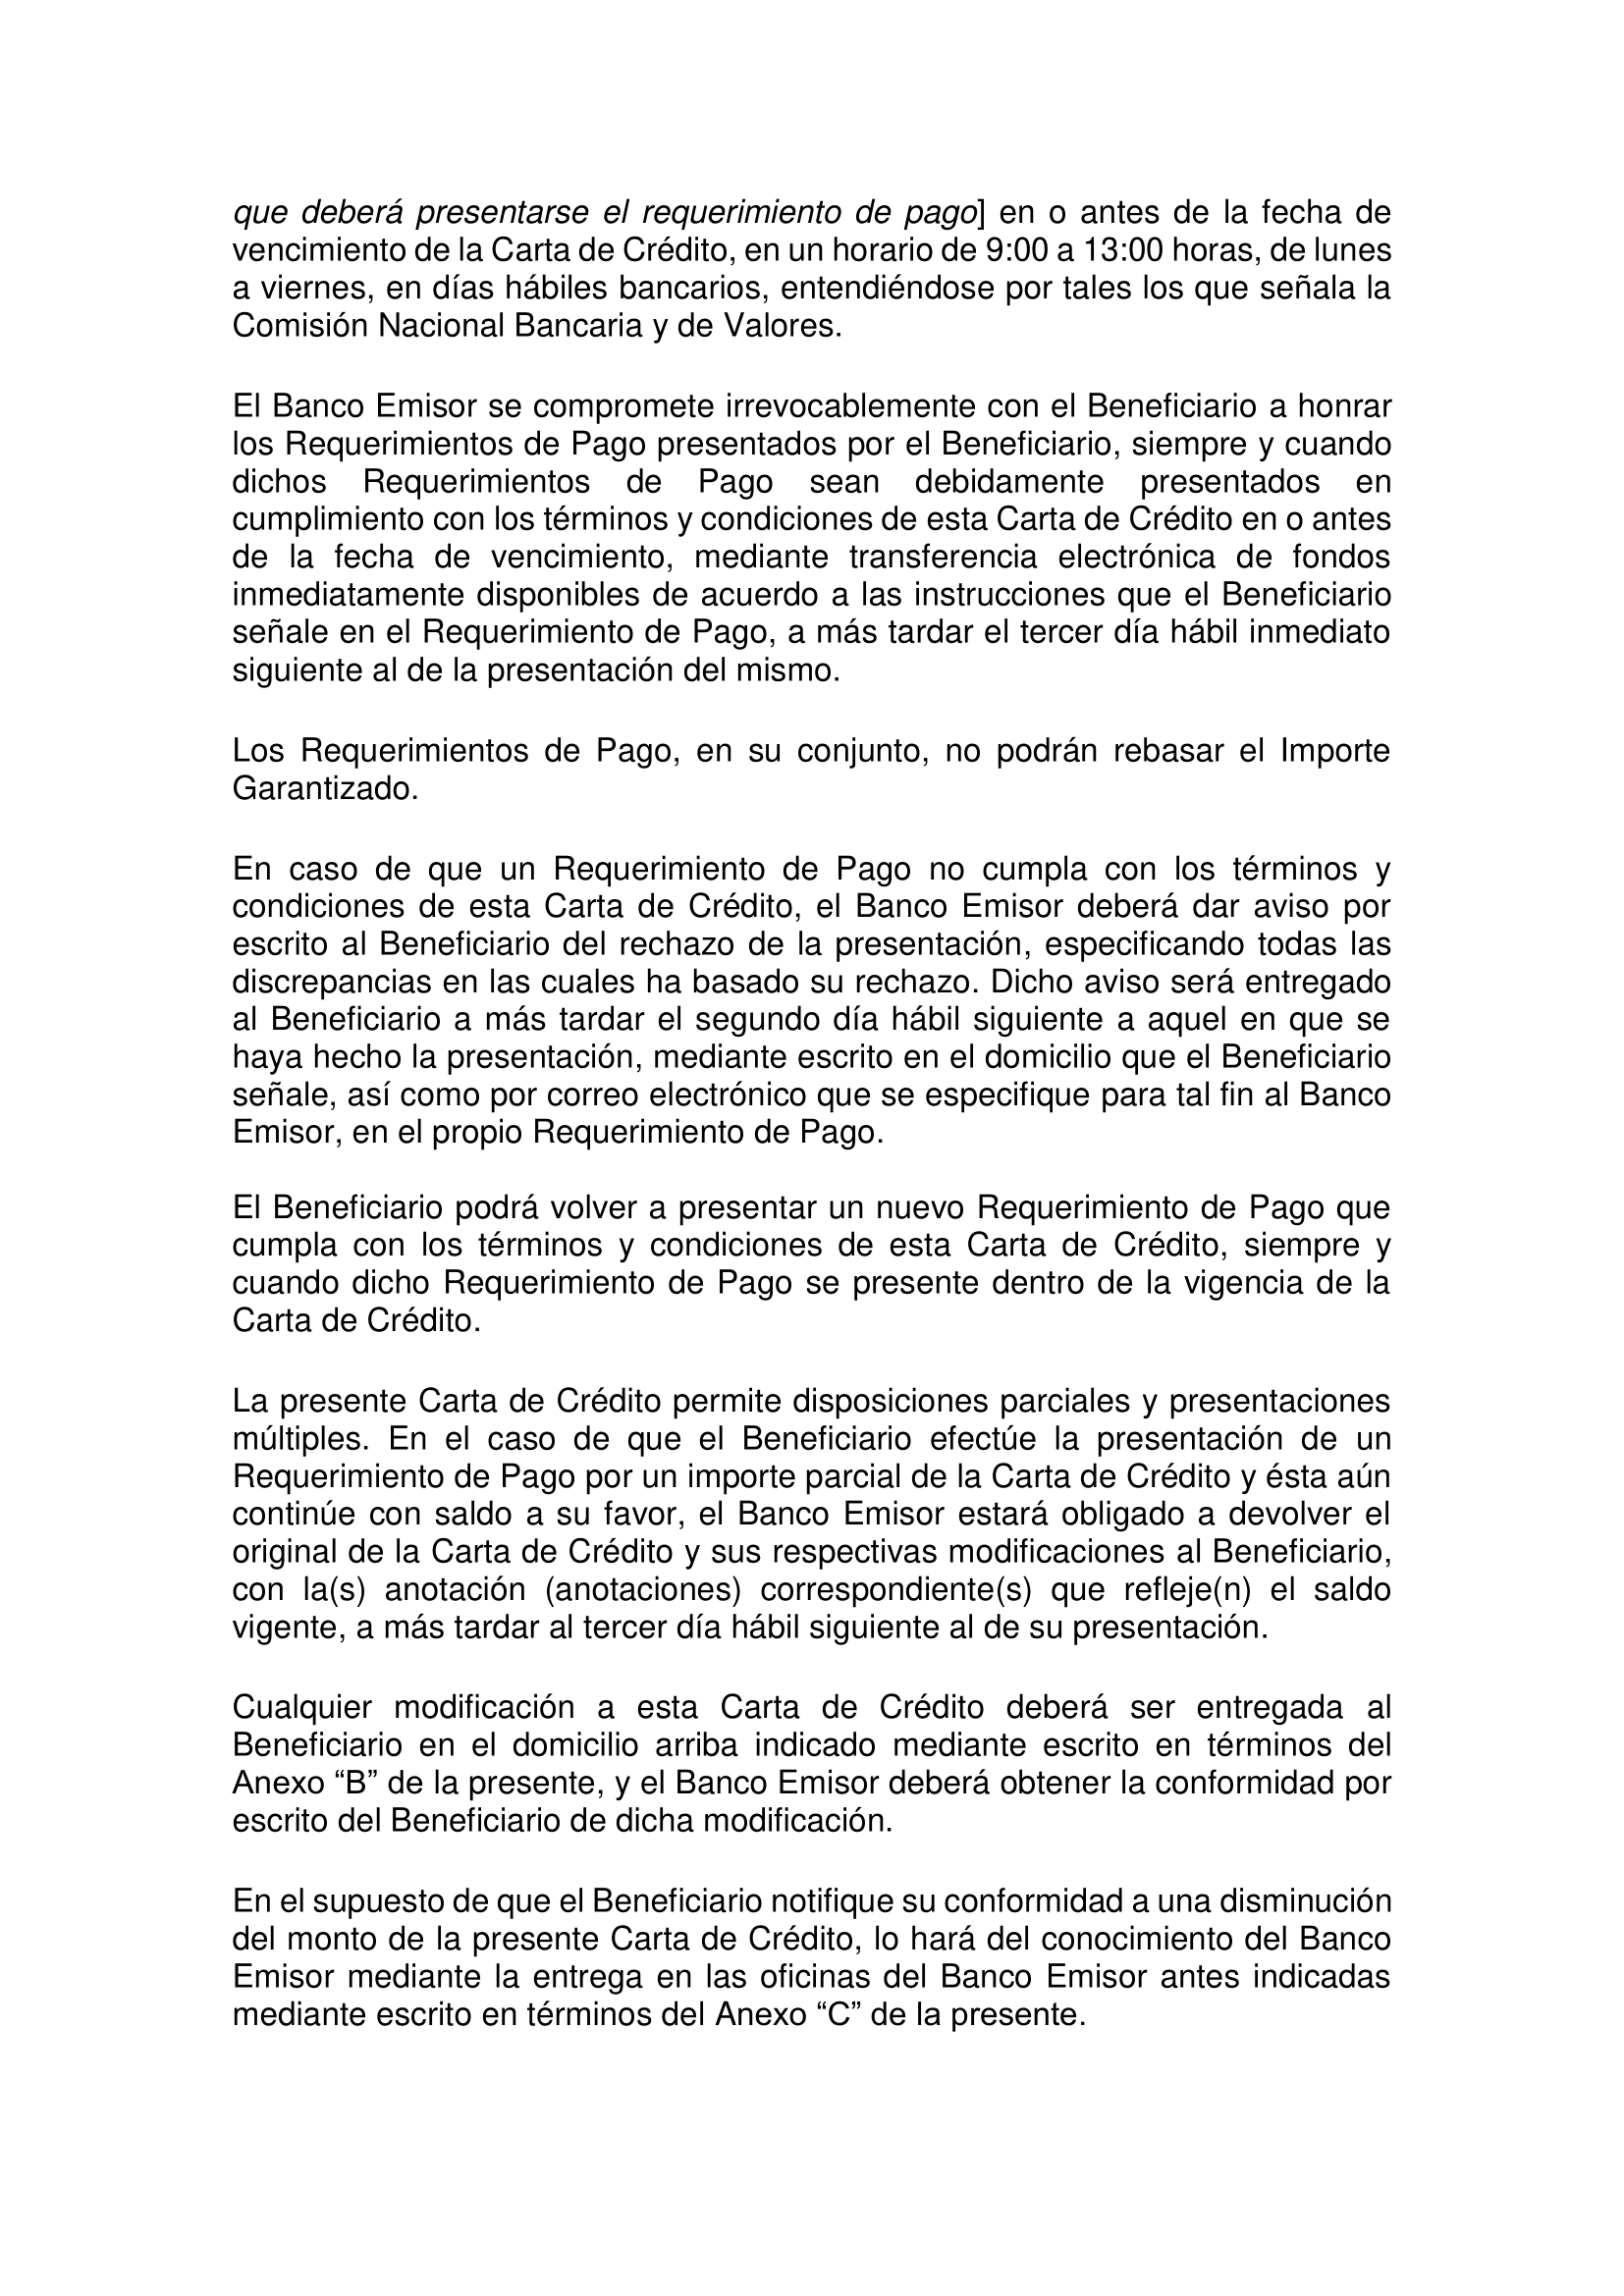 que deberá presentarse el requerimiento de pago] en o antes de la fecha de
vencimiento de la Carta de Crédito, en un horario de 9:00 a 13:00 horas, de lunes
a viernes, en días hábiles bancarios, entendiéndose por tales los que señala la
Comisión Nacional Bancaria y de Valores.
El Banco Emisor se compromete irrevocablemente con el Beneficiario a honrar
los Requerimientos de Pago presentados por el Beneficiario, siempre y cuando
dichos Requerimientos de Pago sean debidamente presentados en
cumplimiento con los términos y condiciones de esta Carta de Crédito en o antes
de la fecha de vencimiento, mediante transferencia electrónica de fondos
inmediatamente disponibles de acuerdo a las instrucciones que el Beneficiario
señale en el Requerimiento de Pago, a más tardar el tercer día hábil inmediato
siguiente al de la presentación del mismo.
Los Requerimientos de Pago, en su conjunto, no podrán rebasar el Importe
Garantizado.
En caso de que un Requerimiento de Pago no cumpla con los términos y
condiciones de esta Carta de Crédito, el Banco Emisor deberá dar aviso por
escrito al Beneficiario del rechazo de la presentación, especificando todas las
discrepancias en las cuales ha basado su rechazo. Dicho aviso será entregado
al Beneficiario a más tardar el segundo día hábil siguiente a aquel en que se
haya hecho la presentación, mediante escrito en el domicilio que el Beneficiario
señale, así como por correo electrónico que se especifique para tal fin al Banco
Emisor, en el propio Requerimiento de Pago.
El Beneficiario podrá volver a presentar un nuevo Requerimiento de Pago que
cumpla con los términos y condiciones de esta Carta de Crédito, siempre y
cuando dicho Requerimiento de Pago se presente dentro de la vigencia de la
Carta de Crédito.
La presente Carta de Crédito permite disposiciones parciales y presentaciones
múltiples. En el caso de que el Beneficiario efectúe la presentación de un
Requerimiento de Pago por un importe parcial de la Carta de Crédito y ésta aún
continúe con saldo a su favor, el Banco Emisor estará obligado a devolver el
original de la Carta de Crédito y sus respectivas modificaciones al Beneficiario,
con la(s) anotación (anotaciones) correspondiente(s) que refleje(n) el saldo
vigente, a más tardar al tercer día hábil siguiente al de su presentación.
Cualquier modificación a esta Carta de Crédito deberá ser entregada al
Beneficiario en el domicilio arriba indicado mediante escrito en términos del
Anexo “B” de la presente, y el Banco Emisor deberá obtener la conformidad por
escrito del Beneficiario de dicha modificación.
En el supuesto de que el Beneficiario notifique su conformidad a una disminución
del monto de la presente Carta de Crédito, lo hará del conocimiento del Banco
Emisor mediante la entrega en las oficinas del Banco Emisor antes indicadas
mediante escrito en términos del Anexo “C” de la presente.